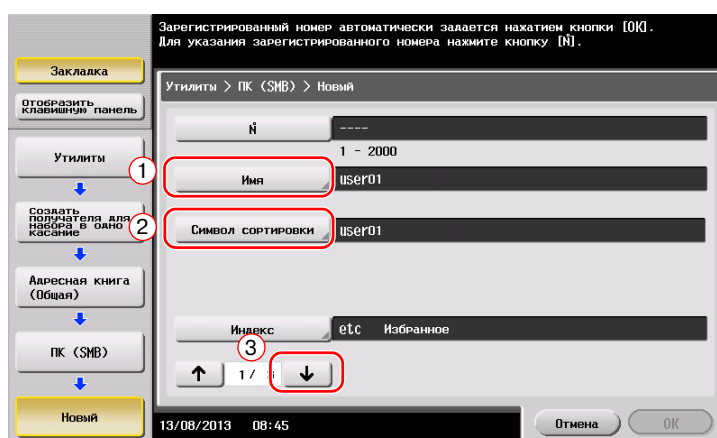 Зарегистрированный номер автоматически задается нажатием кнопки [OK].
Для указания зарегистрированного номера нажмите кнопку [N̊].
Закладка
Отобразить
клавишную панель
Утилиты > ПК (SMB) > Новый
N̊
----
1 - 2000
Утилиты
1
Имя
user01
Создать
получателя для
набора в одно
касание
2
Символ сортировки
user01
Адресная книга
(Общая)
Индекс
etc Избранное
3
ПК (SMB)
↑ 1/ ↓
Новый
13/08/2013 08:45
Отмена
OK